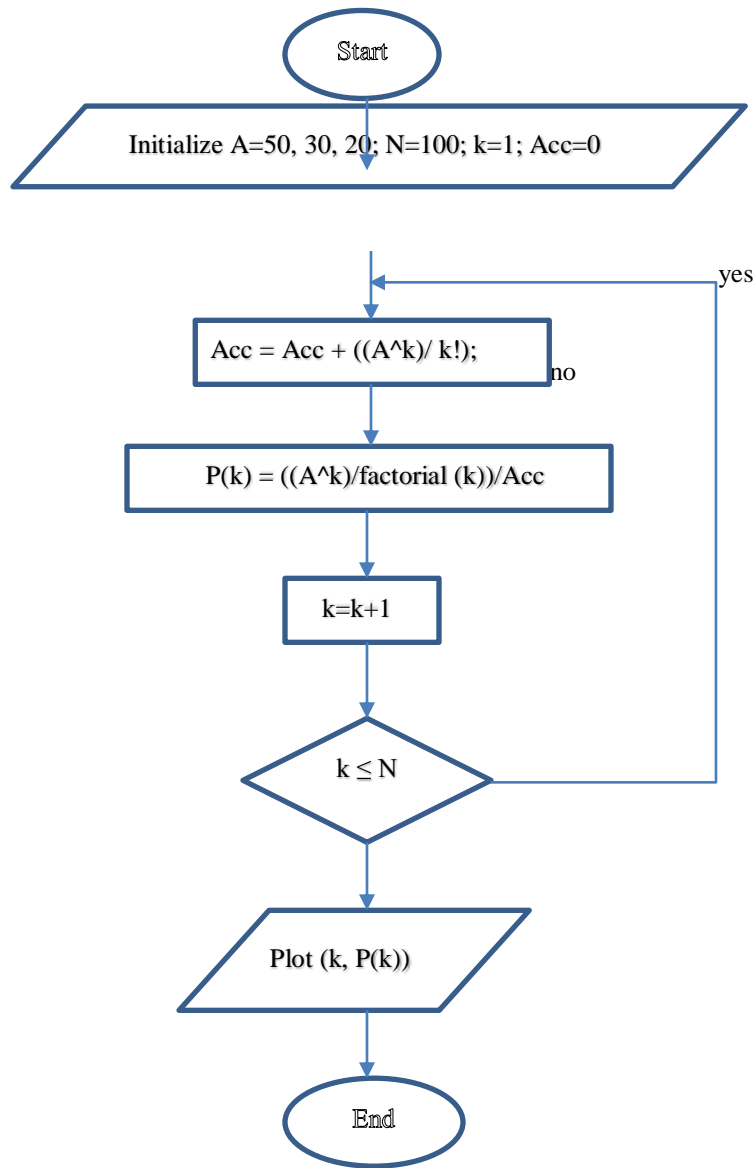 Start
Initialize A=50, 30, 20; N=100; k=1; Acc=0
yes
Acc = Acc + ((A^k)/ k!);
no
P(k) = ((A^k)/factorial (k))/Acc
k=k+1
k ≤ N
Plot (k, P(k))
End